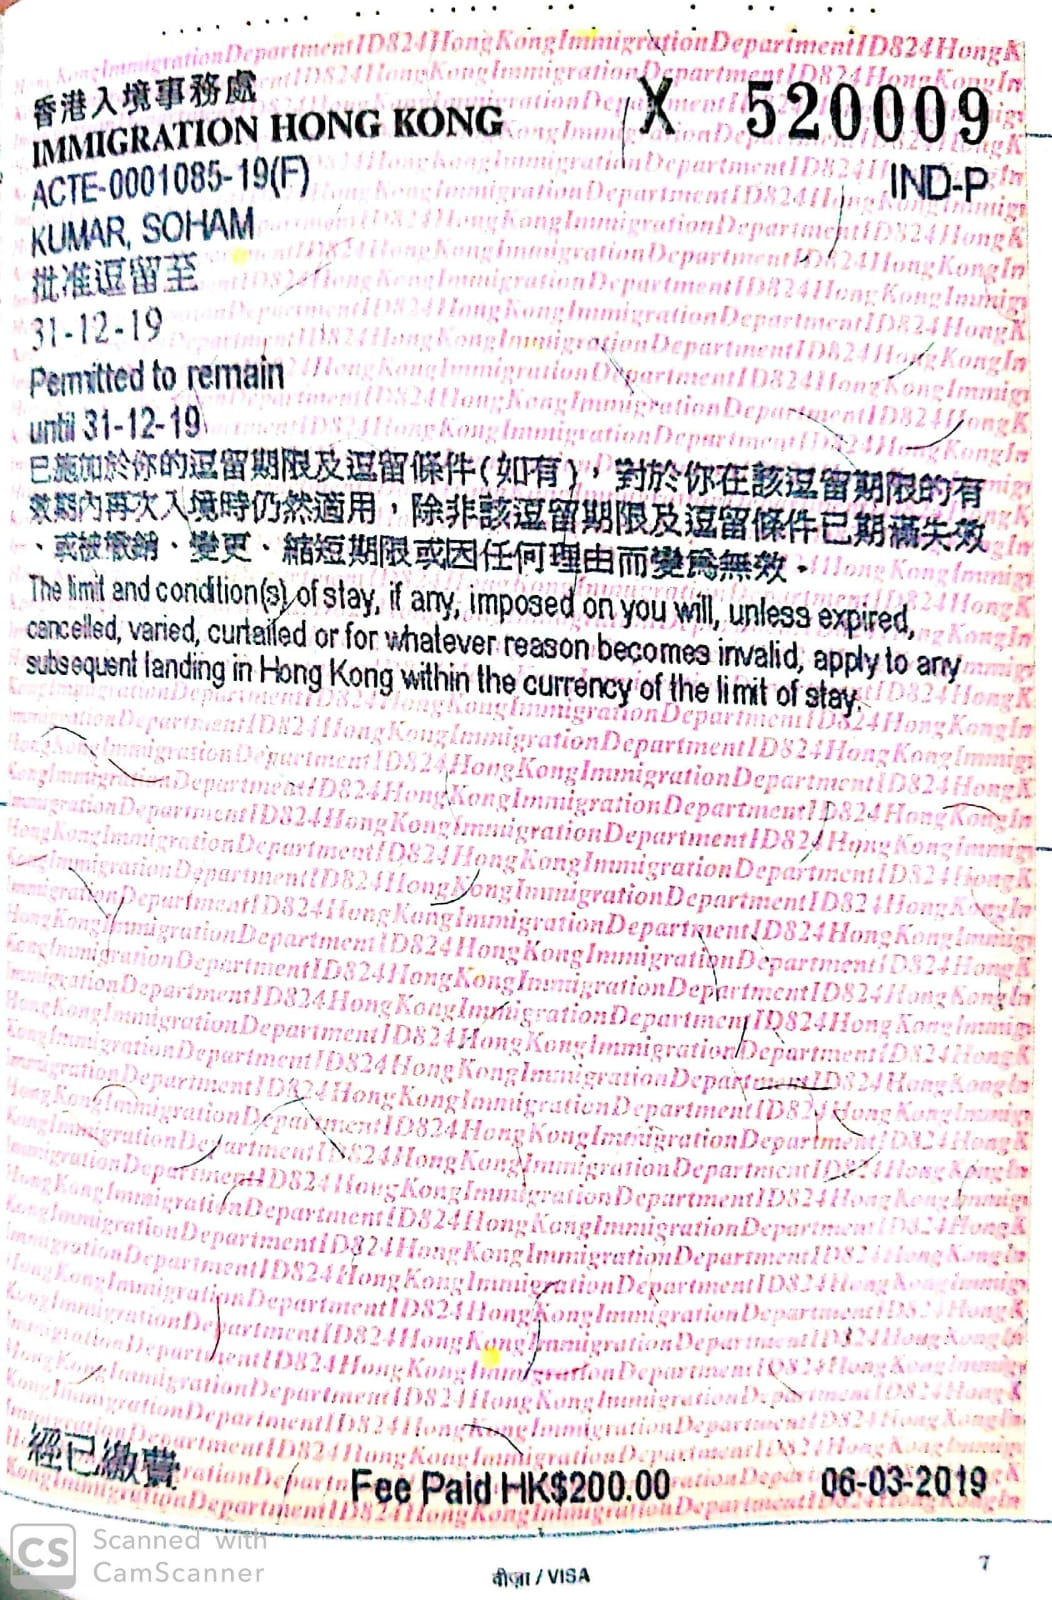 香港入境事務處
IMMIGRATION HONG KONG
X 520009
ACTE-0001085-19(F)
IND-P
KUMAR, SOHAM
批准逗留至
31-12-19
Permitted to remain
until 31-12-19
已施加於你的逗留期限及逗留條件(如有)，對於你在該逗留期限的有
效期內再次入境時仍然適用，除非該逗留期限及逗留條件已期滿失效
、或被撤銷、變更、縮短期限或因任何理由而變爲無效。
The limit and condition(s) of stay, if any, imposed on you will, unless expired,
cancelled, varied, curtailed or for whatever reason becomes invalid, apply to any
subsequent landing in Hong Kong within the currency of the limit of stay.
經已繳費
Fee Paid HK$200.00
06-03-2019
CS Scanned with
CamScanner
वीज़ा / VISA
7